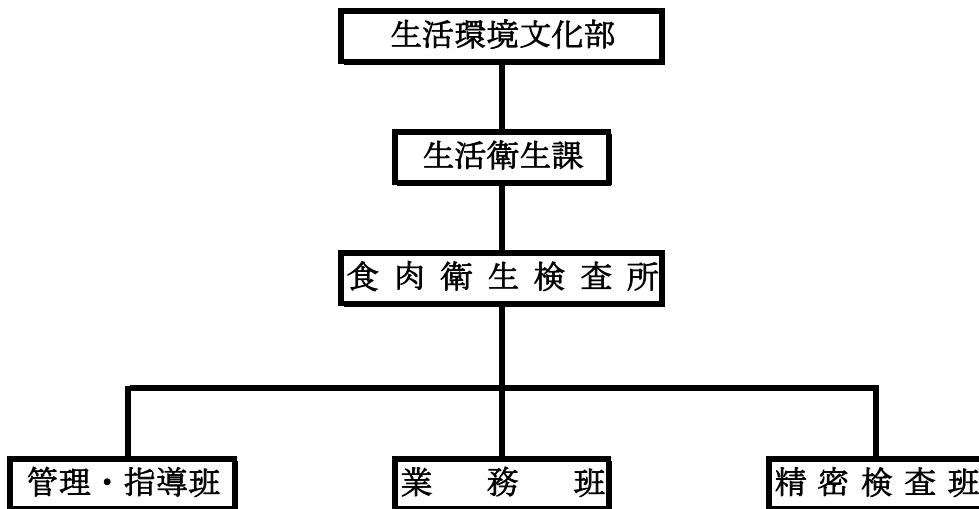 生活環境文化部
生活衛生課
食肉衛生検査所
管理・指導班
業務班
精密検査班